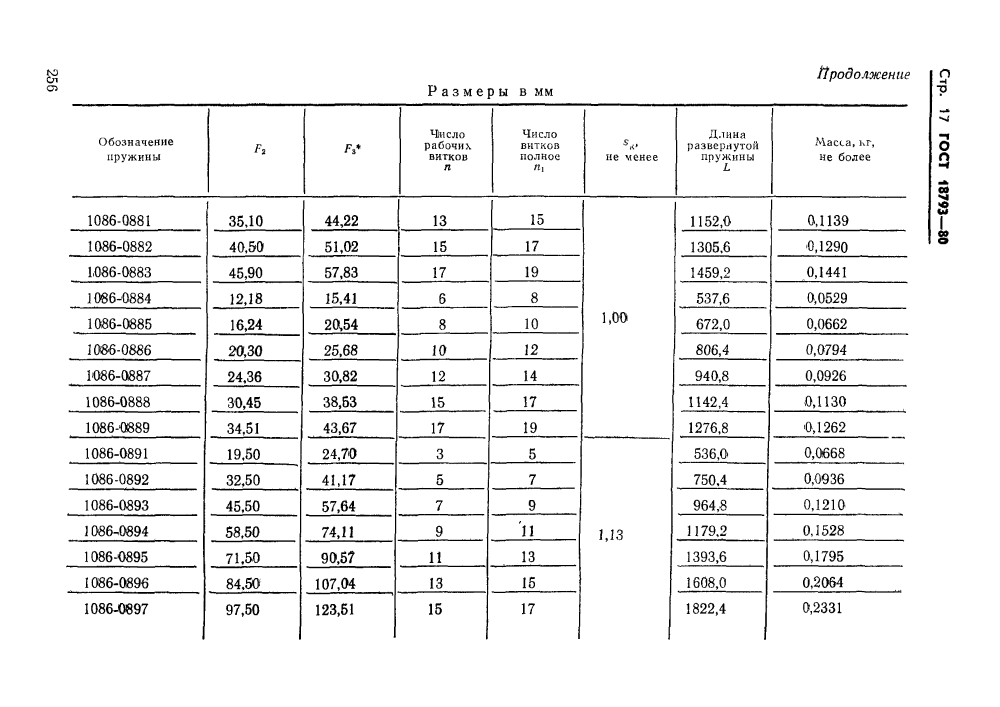 256
Стр. 17 ГОСТ 18793—80
Продолжение
Размеры в мм
Обозначение пружины | F₂ | F₃* | Число рабочих витков n | Число витков полное n₁ | sк, не менее | Длина развернутой пружины L | Масса, кг, не более
1086-0881 | 35,10 | 44,22 | 13 | 15 | 1,00 | 1152,0 | 0,1139
1086-0882 | 40,50 | 51,02 | 15 | 17 | 1305,6 | 0,1290
1086-0883 | 45,90 | 57,83 | 17 | 19 | 1459,2 | 0,1441
1086-0884 | 12,18 | 15,41 | 6 | 8 | 537,6 | 0,0529
1086-0885 | 16,24 | 20,54 | 8 | 10 | 672,0 | 0,0662
1086-0886 | 20,30 | 25,68 | 10 | 12 | 806,4 | 0,0794
1086-0887 | 24,36 | 30,82 | 12 | 14 | 940,8 | 0,0926
1086-0888 | 30,45 | 38,53 | 15 | 17 | 1142,4 | 0,1130
1086-0889 | 34,51 | 43,67 | 17 | 19 | 1276,8 | 0,1262
1086-0891 | 19,50 | 24,70 | 3 | 5 | 1,13 | 536,0 | 0,0668
1086-0892 | 32,50 | 41,17 | 5 | 7 | 750,4 | 0,0936
1086-0893 | 45,50 | 57,64 | 7 | 9 | 964,8 | 0,1210
1086-0894 | 58,50 | 74,11 | 9 | 11 | 1179,2 | 0,1528
1086-0895 | 71,50 | 90,57 | 11 | 13 | 1393,6 | 0,1795
1086-0896 | 84,50 | 107,04 | 13 | 15 | 1608,0 | 0,2064
1086-0897 | 97,50 | 123,51 | 15 | 17 | 1822,4 | 0,2331